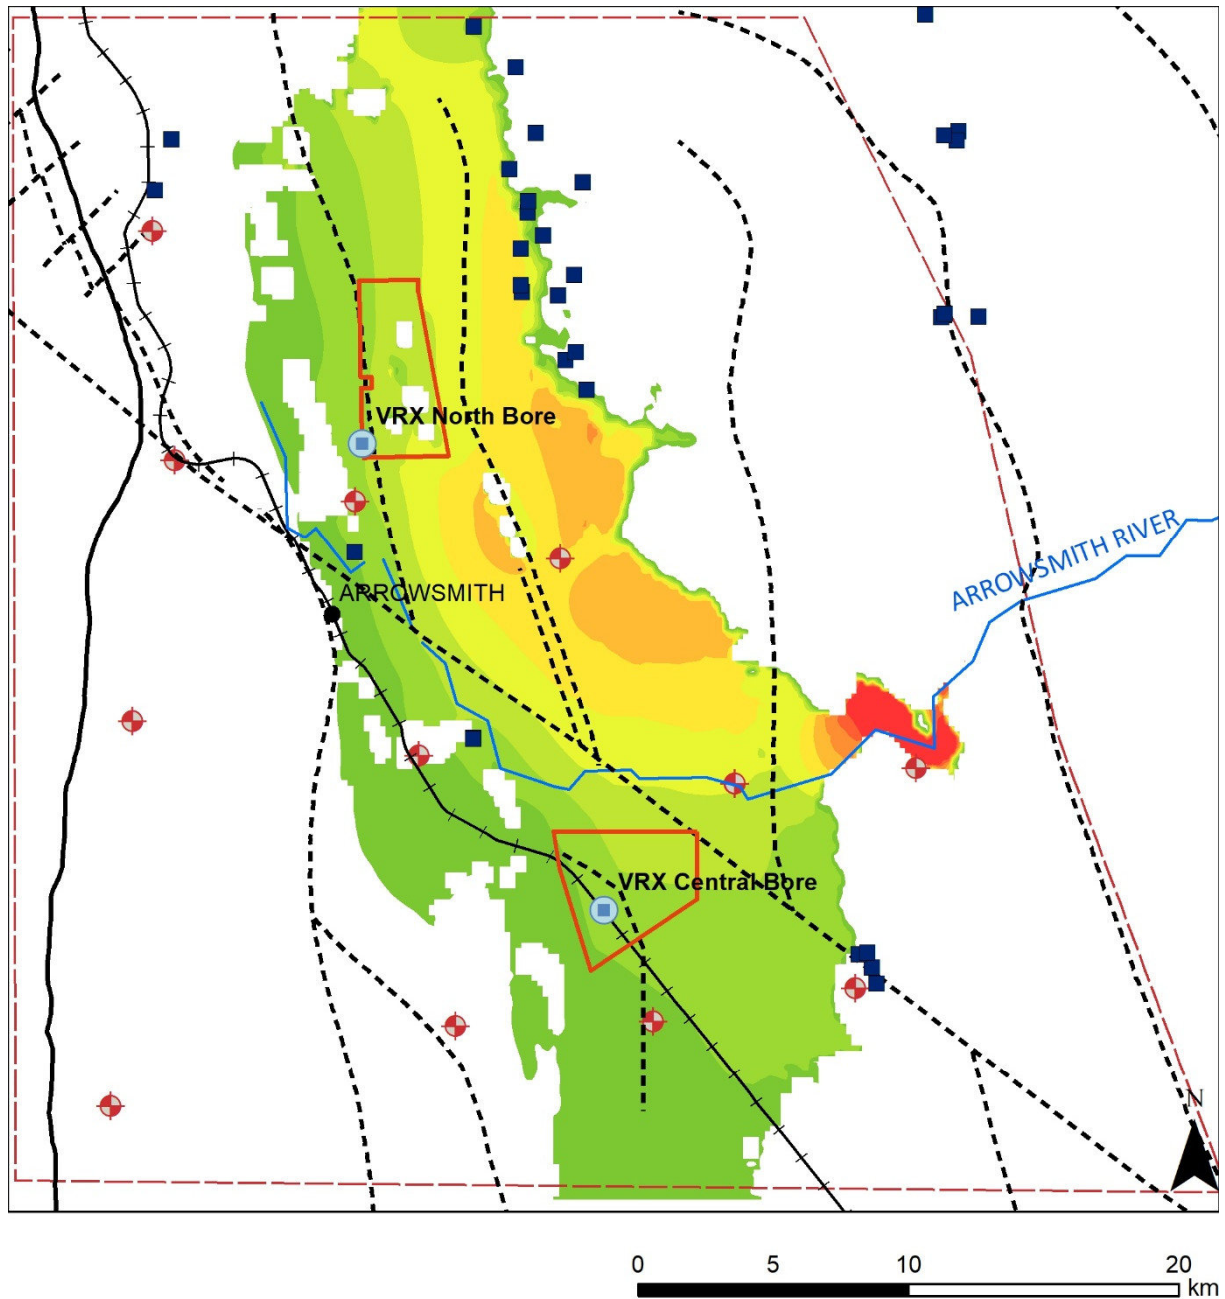 VRX North Bore
ARROWSMITH RIVER
ARROWSMITH
VRX Central Bore
N
0 5 10 20
km